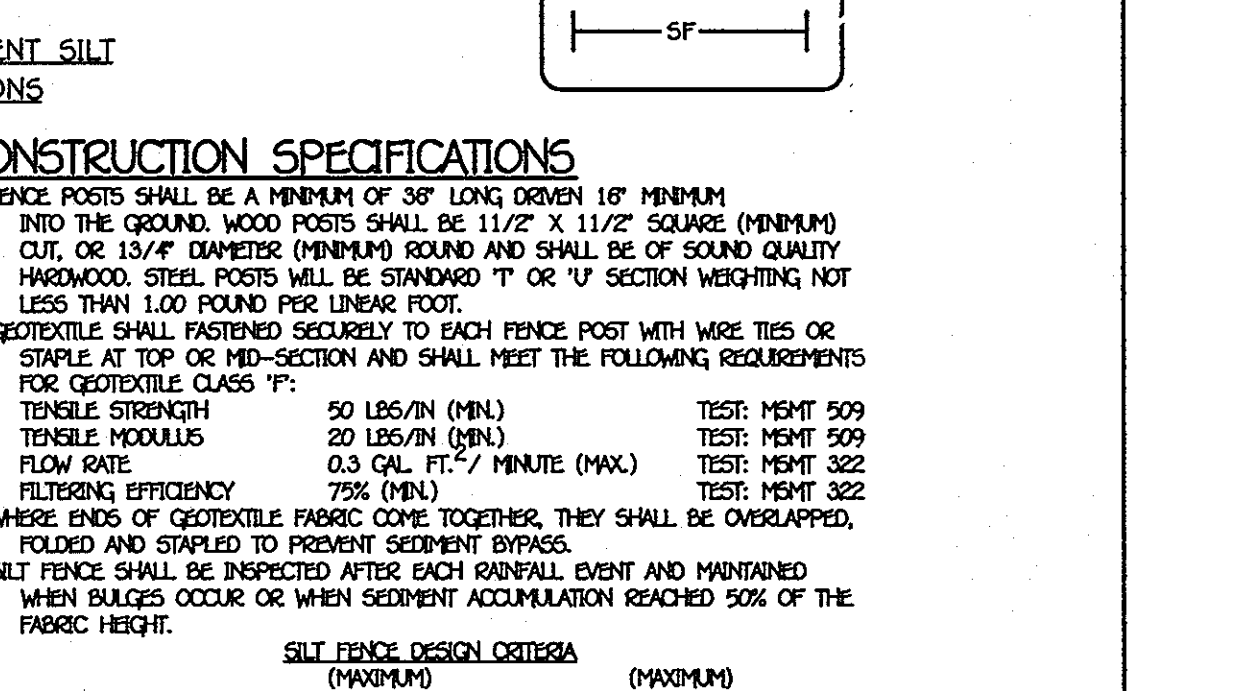 SF
ENT SILT
ONS
ONSTRUCTION SPECIFICATIONS
ENCE POSTS SHALL BE A MINIMUM OF 36" LONG DRIVEN 16" MINIMUM
INTO THE GROUND. WOOD POSTS SHALL BE 11/2" X 11/2" SQUARE (MINIMUM)
CUT, OR 13/4" DIAMETER (MINIMUM) ROUND AND SHALL BE OF SOUND QUALITY
HARDWOOD. STEEL POSTS WILL BE STANDARD 'T' OR 'U' SECTION WEIGHTING NOT
LESS THAN 1.00 POUND PER LINEAR FOOT.
GEOTEXTILE SHALL FASTENED SECURELY TO EACH FENCE POST WITH WIRE TIES OR
STAPLE AT TOP OR MID-SECTION AND SHALL MEET THE FOLLOWING REQUIREMENTS
FOR GEOTEXTILE CLASS 'F':
TENSILE STRENGTH 50 LBS/IN (MIN.) TEST: MSMT 509
TENSILE MODULUS 20 LBS/IN (MIN.) TEST: MSMT 509
FLOW RATE 0.3 GAL FT.2/ MINUTE (MAX.) TEST: MSMT 322
FILTERING EFFICIENCY 75% (MIN.) TEST: MSMT 322
WHERE ENDS OF GEOTEXTILE FABRIC COME TOGETHER, THEY SHALL BE OVERLAPPED,
FOLDED AND STAPLED TO PREVENT SEDIMENT BYPASS.
ILT FENCE SHALL BE INSPECTED AFTER EACH RAINFALL EVENT AND MAINTAINED
WHEN BULGES OCCUR OR WHEN SEDIMENT ACCUMULATION REACHED 50% OF THE
FABRIC HEIGHT.
SILT FENCE DESIGN CRITERIA
(MAXIMUM) (MAXIMUM)